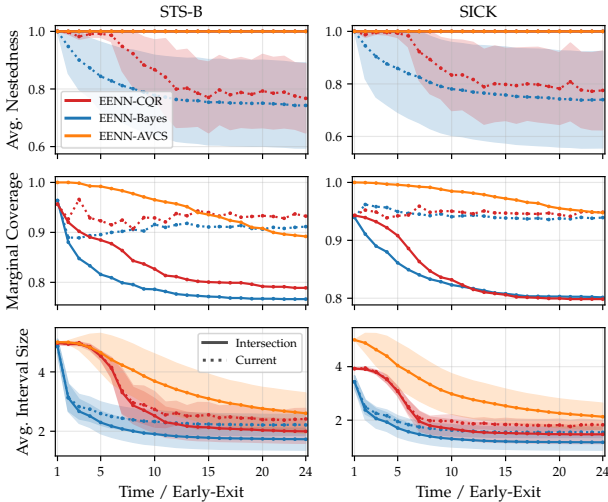 STS-B
SICK
Avg. Nestedness
1.0
0.8
0.6
EENN-CQR
EENN-Bayes
EENN-AVCS
1.0
0.8
0.6
Marginal Coverage
1.0
0.9
0.8
1.0
0.9
0.8
Avg. Interval Size
4
2
Intersection
Current
4
2
1 5 10 15 20 24
1 5 10 15 20 24
Time / Early-Exit
Time / Early-Exit